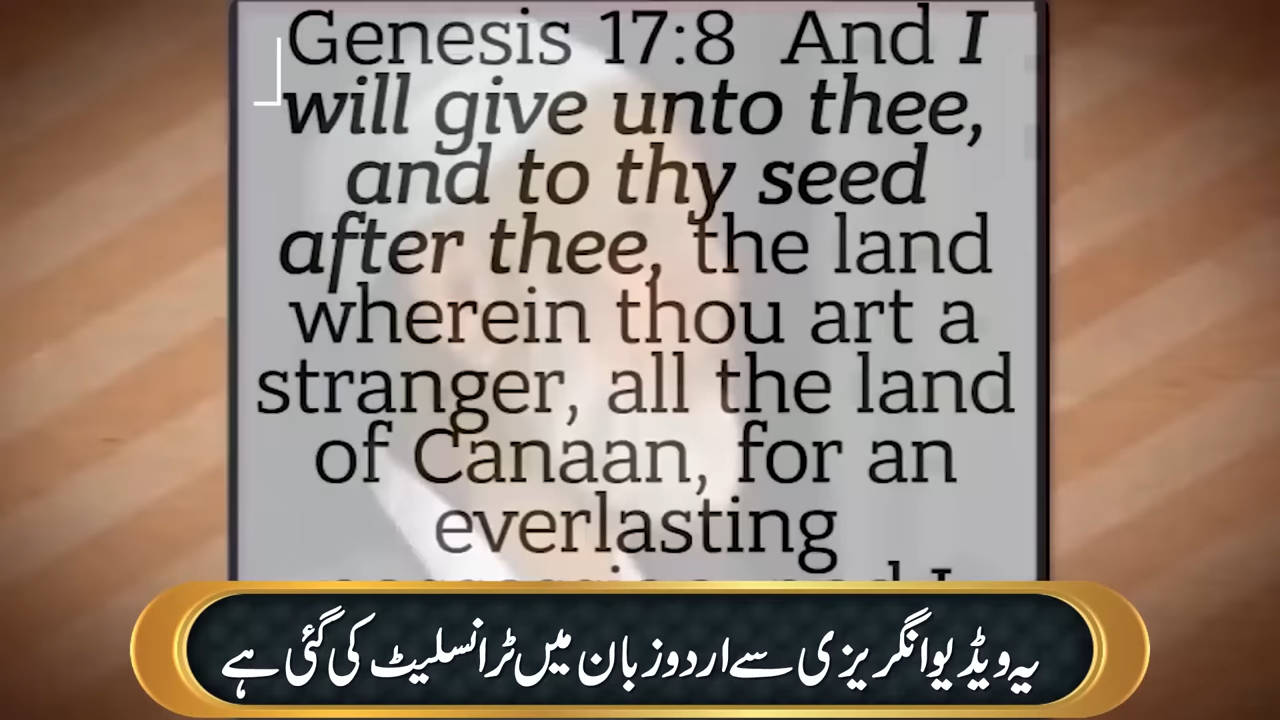 Genesis 17:8 And I
will give unto thee,
and to thy seed
after thee, the land
wherein thou art a
stranger, all the land
of Canaan, for an
everlasting
یہ ویڈیو انگریزی سے اردو زبان میں ٹرانسلیٹ کی گئی ہے